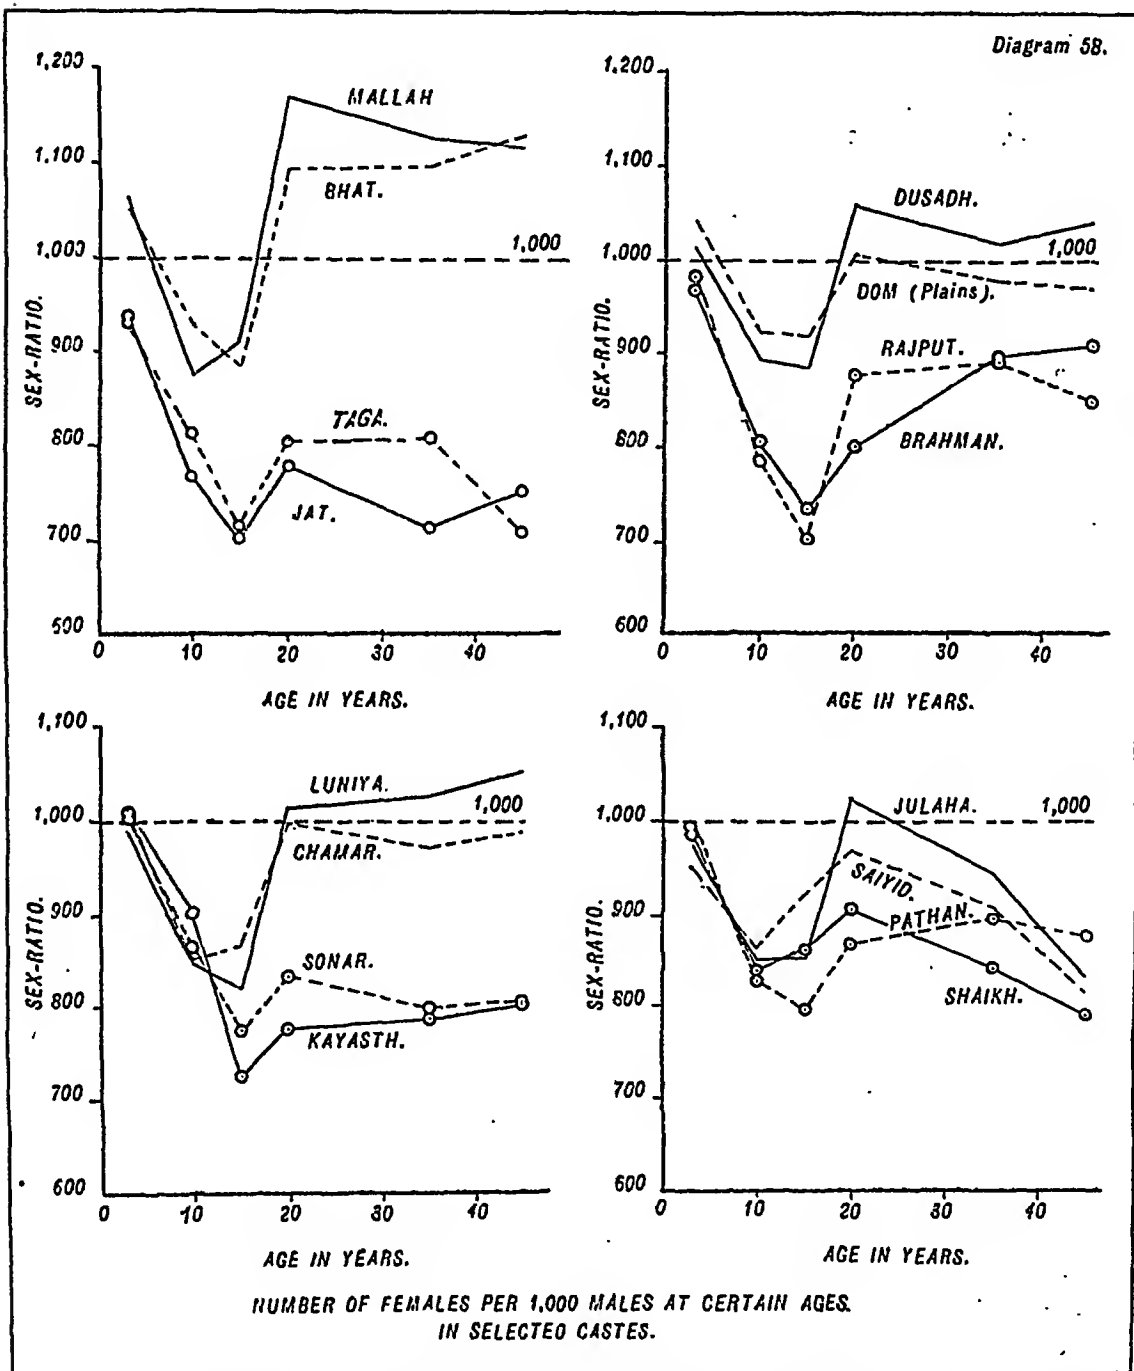 Diagram 58.
1,200
1,100
1,000
900
800
700
600
SEX-RATIO.
MALLAH
BHAT.
1,000
TAGA.
JAT.
0 10 20 30 40
AGE IN YEARS.
1,200
1,100
1,000
900
800
700
600
SEX-RATIO.
DUSADH.
1,000
DOM (Plains).
RAJPUT.
BRAHMAN.
0 10 20 30 40
AGE IN YEARS.
1,100
1,000
900
800
700
600
SEX-RATIO.
LUNIYA.
1,000
CHAMAR.
SONAR.
KAYASTH.
0 10 20 30 40
AGE IN YEARS.
1,100
1,000
900
800
700
600
SEX-RATIO.
JULAHA.
1,000
SAIYID.
PATHAN.
SHAIKH.
0 10 20 30 40
AGE IN YEARS.
NUMBER OF FEMALES PER 1,000 MALES AT CERTAIN AGES.
IN SELECTED CASTES.